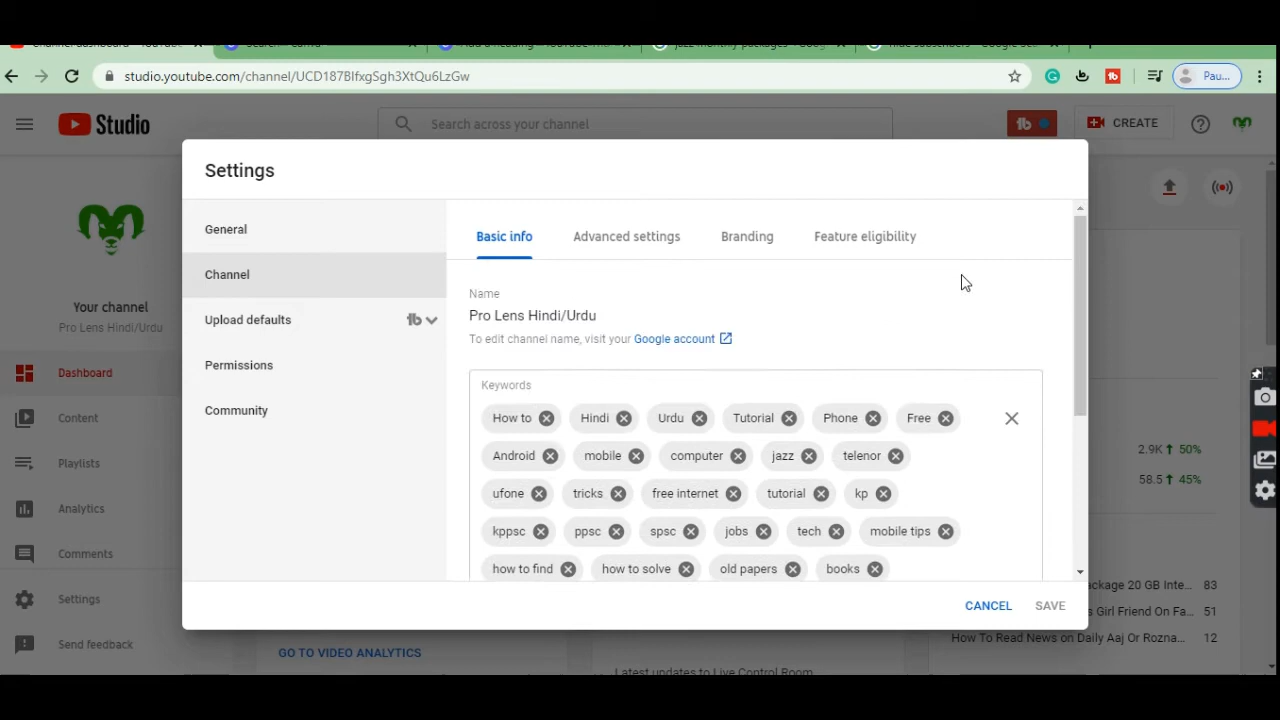 studio.youtube.com/channel/UCD187BIfxgSgh3XtQu6LzGw
Pau...
Studio
Search across your channel
CREATE
Settings
General
Channel
Upload defaults
Permissions
Community
Basic info
Advanced settings
Branding
Feature eligibility
Name
Pro Lens Hindi/Urdu
To edit channel name, visit your Google account
Keywords
How to Hindi Urdu Tutorial Phone Free
Android mobile computer jazz telenor
ufone tricks free internet tutorial kp
kppsc ppsc spsc jobs tech mobile tips
how to find how to solve old papers books
CANCEL SAVE
Your channel
Pro Lens Hindi/Urdu
Dashboard
Content
Playlists
Analytics
Comments
Settings
Send feedback
2.9K 50%
58.5 45%
ackage 20 GB Inte... 83
s Girl Friend On Fa... 51
How To Read News on Daily Aaj Or Rozna... 12
GO TO VIDEO ANALYTICS
Latest updates to Live Control Room